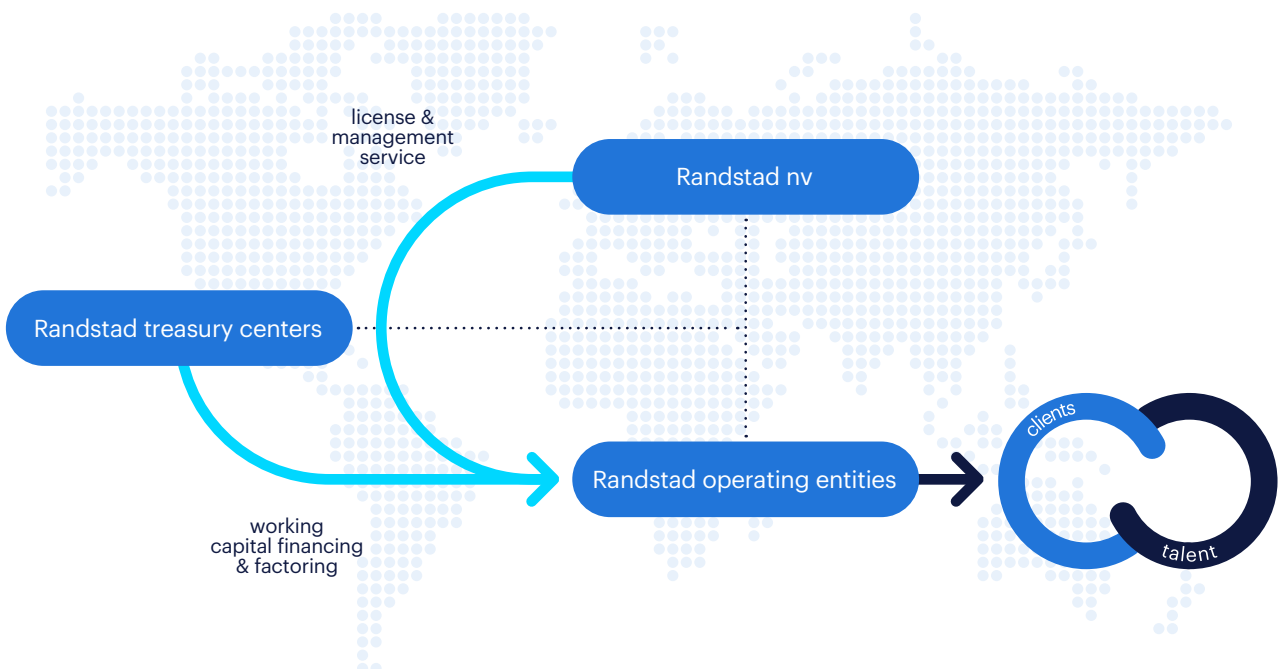 license &
management
service
Randstad nv
Randstad treasury centers
clients
Randstad operating entities
working
capital financing
& factoring
talent